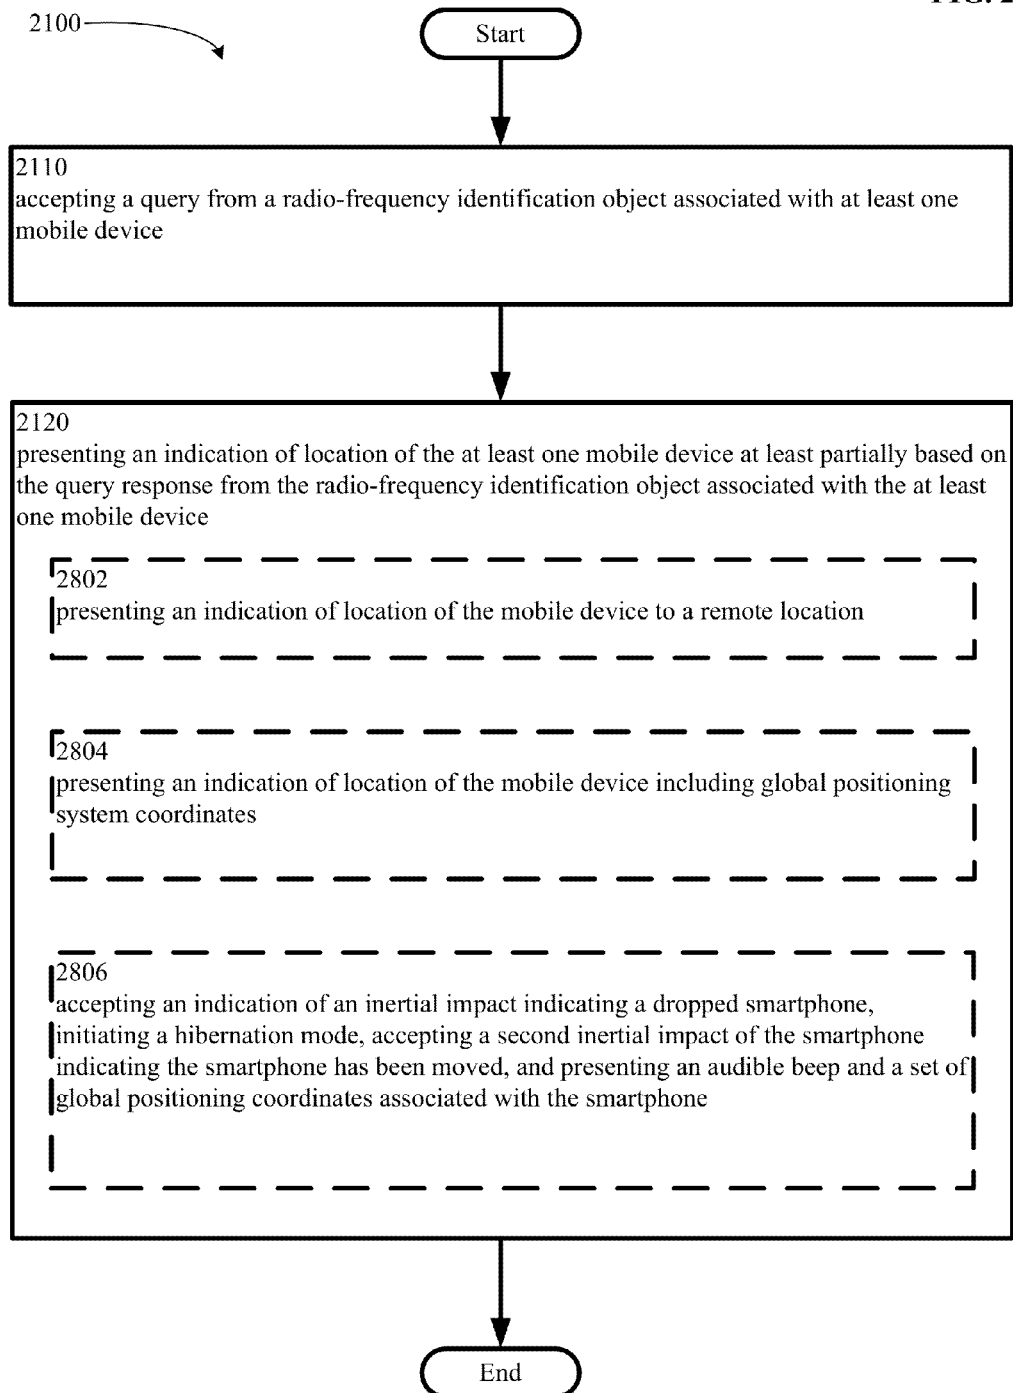 2100
Start
2110
accepting a query from a radio-frequency identification object associated with at least one
mobile device
2120
presenting an indication of location of the at least one mobile device at least partially based on
the query response from the radio-frequency identification object associated with the at least
one mobile device
2802
presenting an indication of location of the mobile device to a remote location
2804
presenting an indication of location of the mobile device including global positioning
system coordinates
2806
accepting an indication of an inertial impact indicating a dropped smartphone,
initiating a hibernation mode, accepting a second inertial impact of the smartphone
indicating the smartphone has been moved, and presenting an audible beep and a set of
global positioning coordinates associated with the smartphone
End